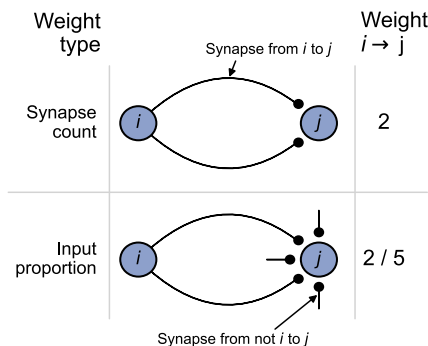 Weight
type
Weight
i → j
Synapse from i to j
Synapse
count
i
j
2
Input
proportion
i
j
2 / 5
Synapse from not i to j